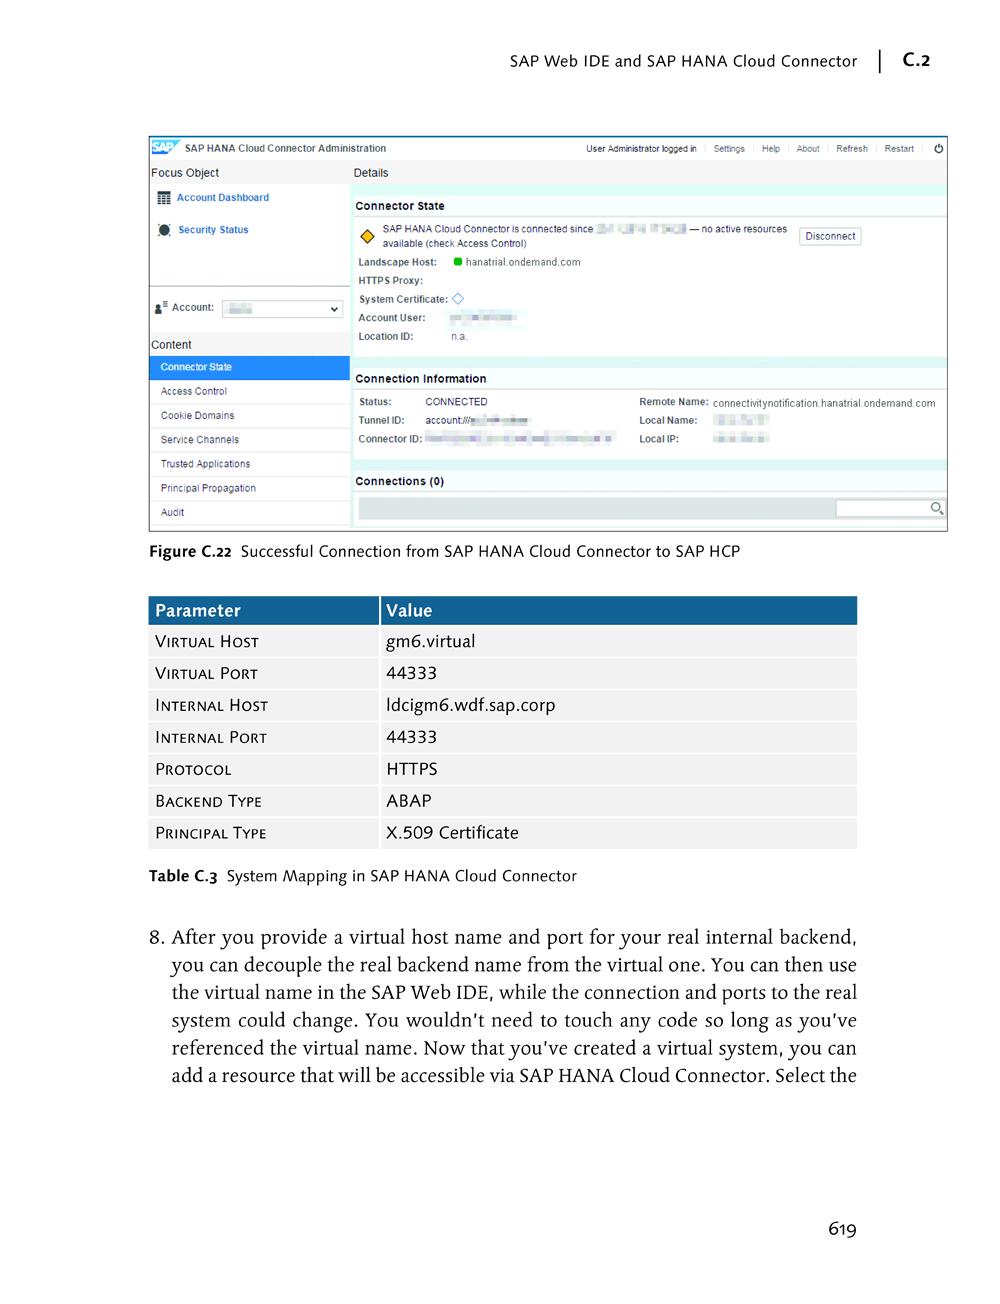 SAP Web IDE and SAP HANA Cloud Connector | C.2
SAP SAP HANA Cloud Connector Administration User Administrator logged in Settings Help About Refresh Restart
Focus Object Details
Account Dashboard
Security Status
Account:
Content
Connector State
Access Control
Cookie Domains
Service Channels
Trusted Applications
Principal Propagation
Audit
Connector State
SAP HANA Cloud Connector is connected since — no active resources
available (check Access Control)
Disconnect
Landscape Host: hanatrial.ondemand.com
HTTPS Proxy:
System Certificate:
Account User:
Location ID: n.a.
Connection Information
Status: CONNECTED Remote Name: connectivitynotification.hanatrial.ondemand.com
Tunnel ID: account:/// Local Name:
Connector ID: Local IP:
Connections (0)
Figure C.22 Successful Connection from SAP HANA Cloud Connector to SAP HCP
Parameter Value
Virtual Host gm6.virtual
Virtual Port 44333
Internal Host ldcigm6.wdf.sap.corp
Internal Port 44333
Protocol HTTPS
Backend Type ABAP
Principal Type X.509 Certificate
Table C.3 System Mapping in SAP HANA Cloud Connector
8. After you provide a virtual host name and port for your real internal backend,
you can decouple the real backend name from the virtual one. You can then use
the virtual name in the SAP Web IDE, while the connection and ports to the real
system could change. You wouldn't need to touch any code so long as you've
referenced the virtual name. Now that you've created a virtual system, you can
add a resource that will be accessible via SAP HANA Cloud Connector. Select the
619